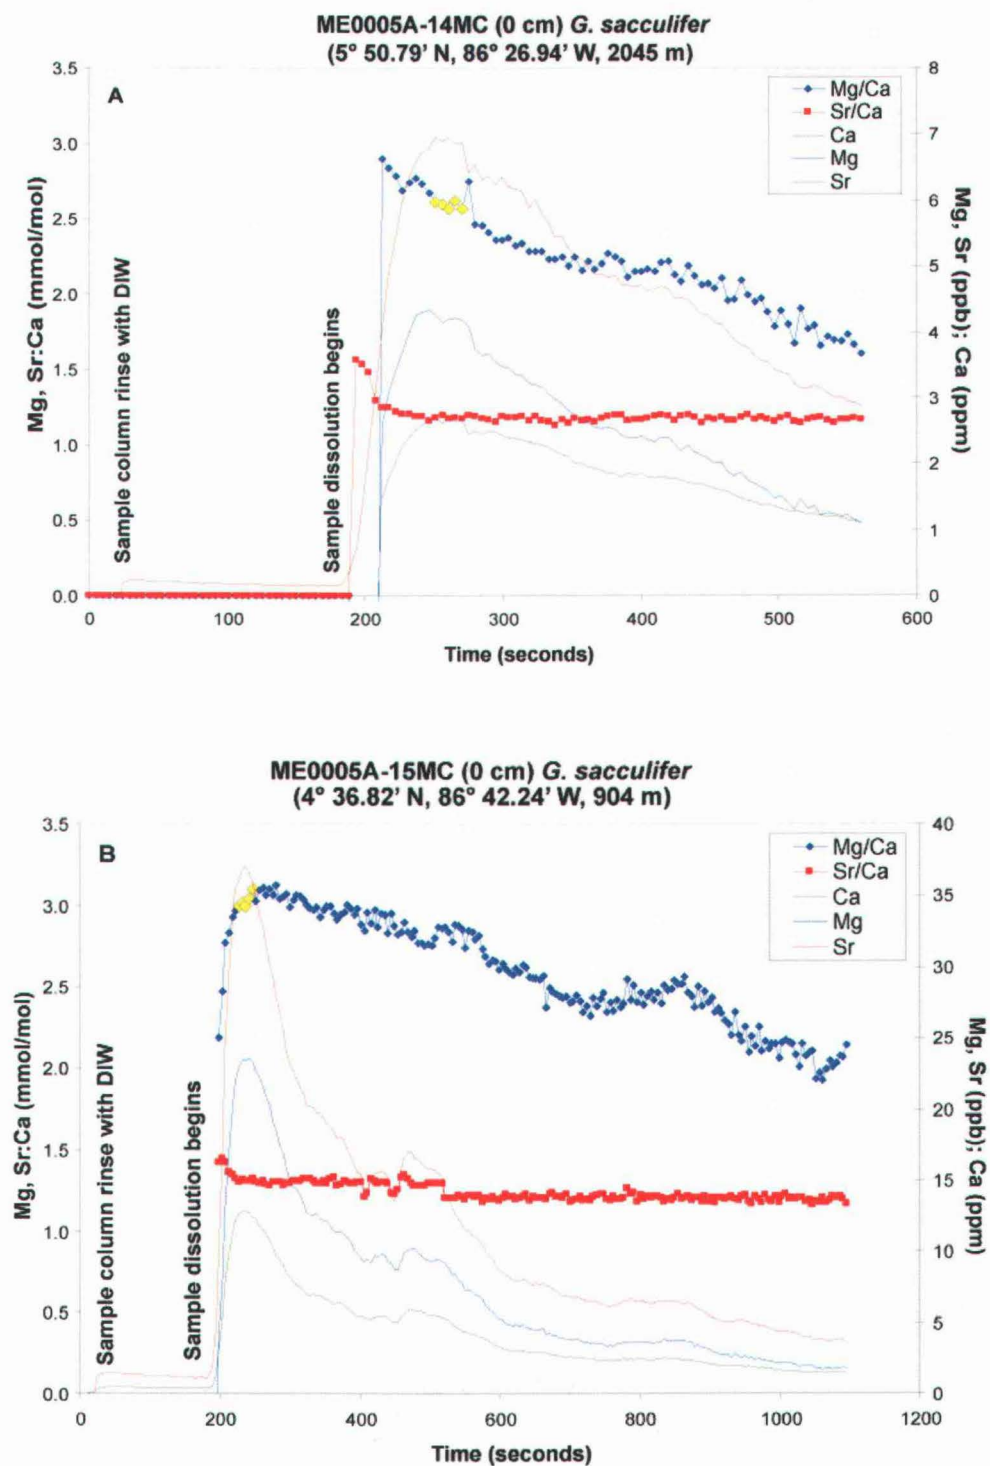 ME0005A-14MC (0 cm) G. sacculifer
(5° 50.79' N, 86° 26.94' W, 2045 m)
A
Mg/Ca
Sr/Ca
Ca
Mg
Sr
Mg, Sr:Ca (mmol/mol)
3.5
3.0
2.5
2.0
1.5
1.0
0.5
0.0
Sample column rinse with DIW
Sample dissolution begins
8
7
6
5
4
3
2
1
0
Mg, Sr (ppb); Ca (ppm)
0 100 200 300 400 500 600
Time (seconds)
ME0005A-15MC (0 cm) G. sacculifer
(4° 36.82' N, 86° 42.24' W, 904 m)
B
Mg/Ca
Sr/Ca
Ca
Mg
Sr
Mg, Sr:Ca (mmol/mol)
3.5
3.0
2.5
2.0
1.5
1.0
0.5
0.0
Sample column rinse with DIW
Sample dissolution begins
40
35
30
25
20
15
10
5
0
Mg, Sr (ppb); Ca (ppm)
0 200 400 600 800 1000 1200
Time (seconds)